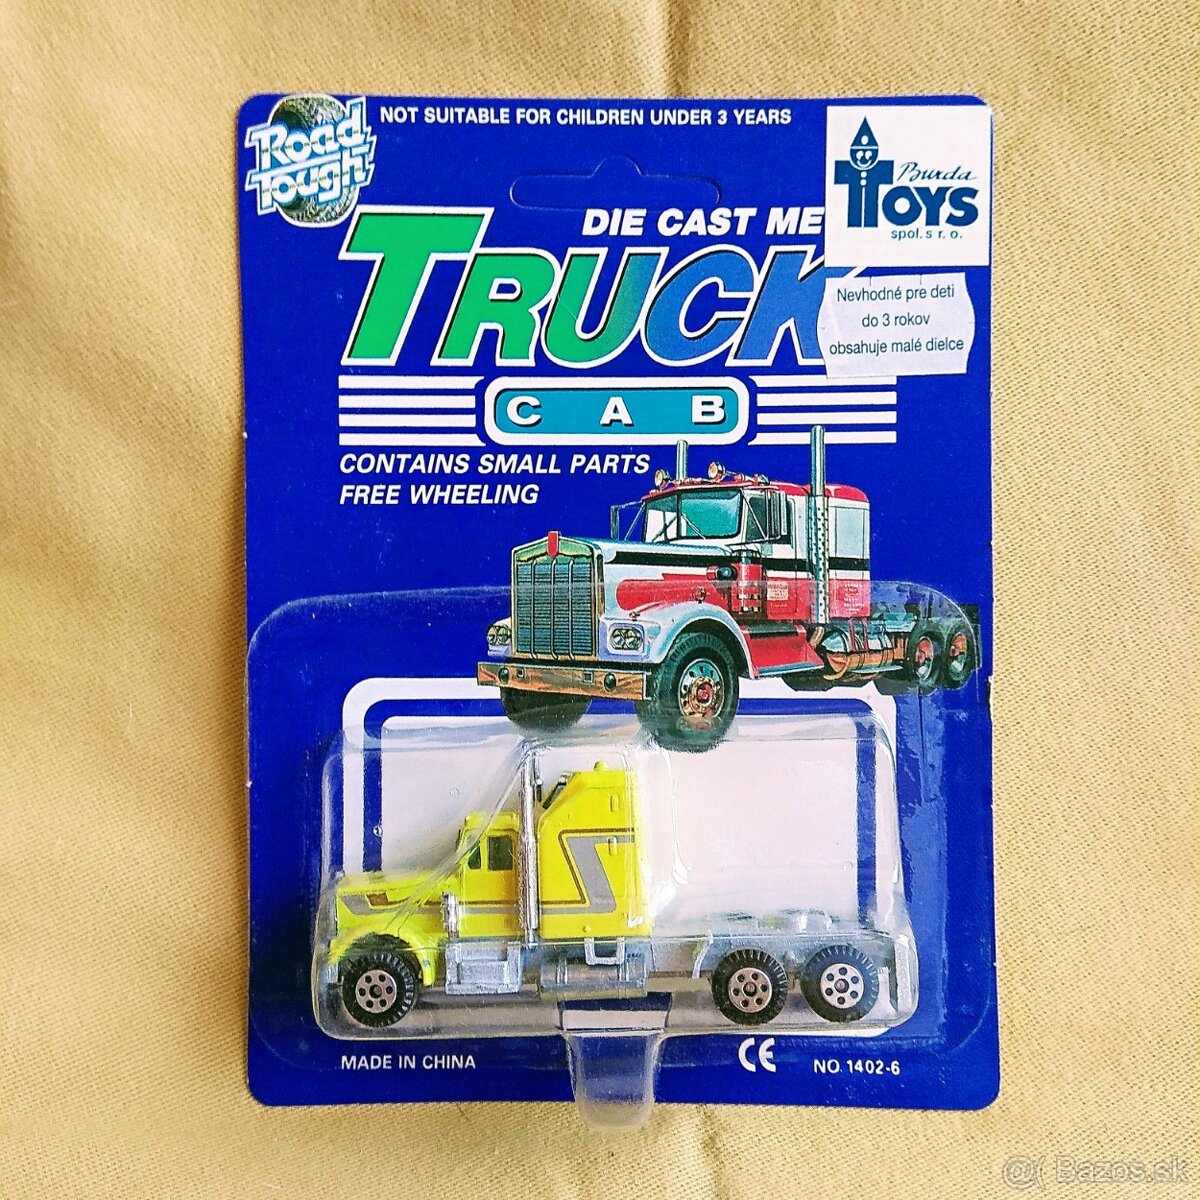 Road
Tough
NOT SUITABLE FOR CHILDREN UNDER 3 YEARS
Burda
TOYS
spol. s r. o.
DIE CAST ME
TRUCK
Nevhodné pre deti
do 3 rokov
obsahuje malé dielce
CAB
CONTAINS SMALL PARTS
FREE WHEELING
MADE IN CHINA
CE
NO. 1402-6
@( Bazos.sk